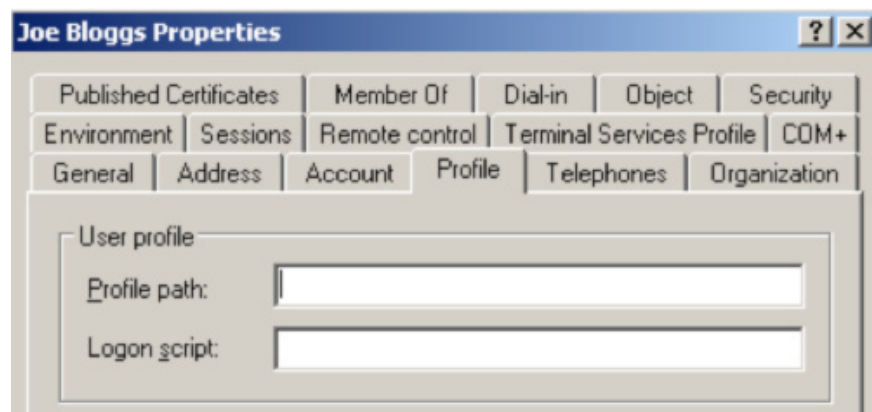 Joe Bloggs Properties
Published Certificates Member Of Dial-in Object Security
Environment Sessions Remote control Terminal Services Profile COM+
General Address Account Profile Telephones Organization
User profile
Profile path:
Logon script: